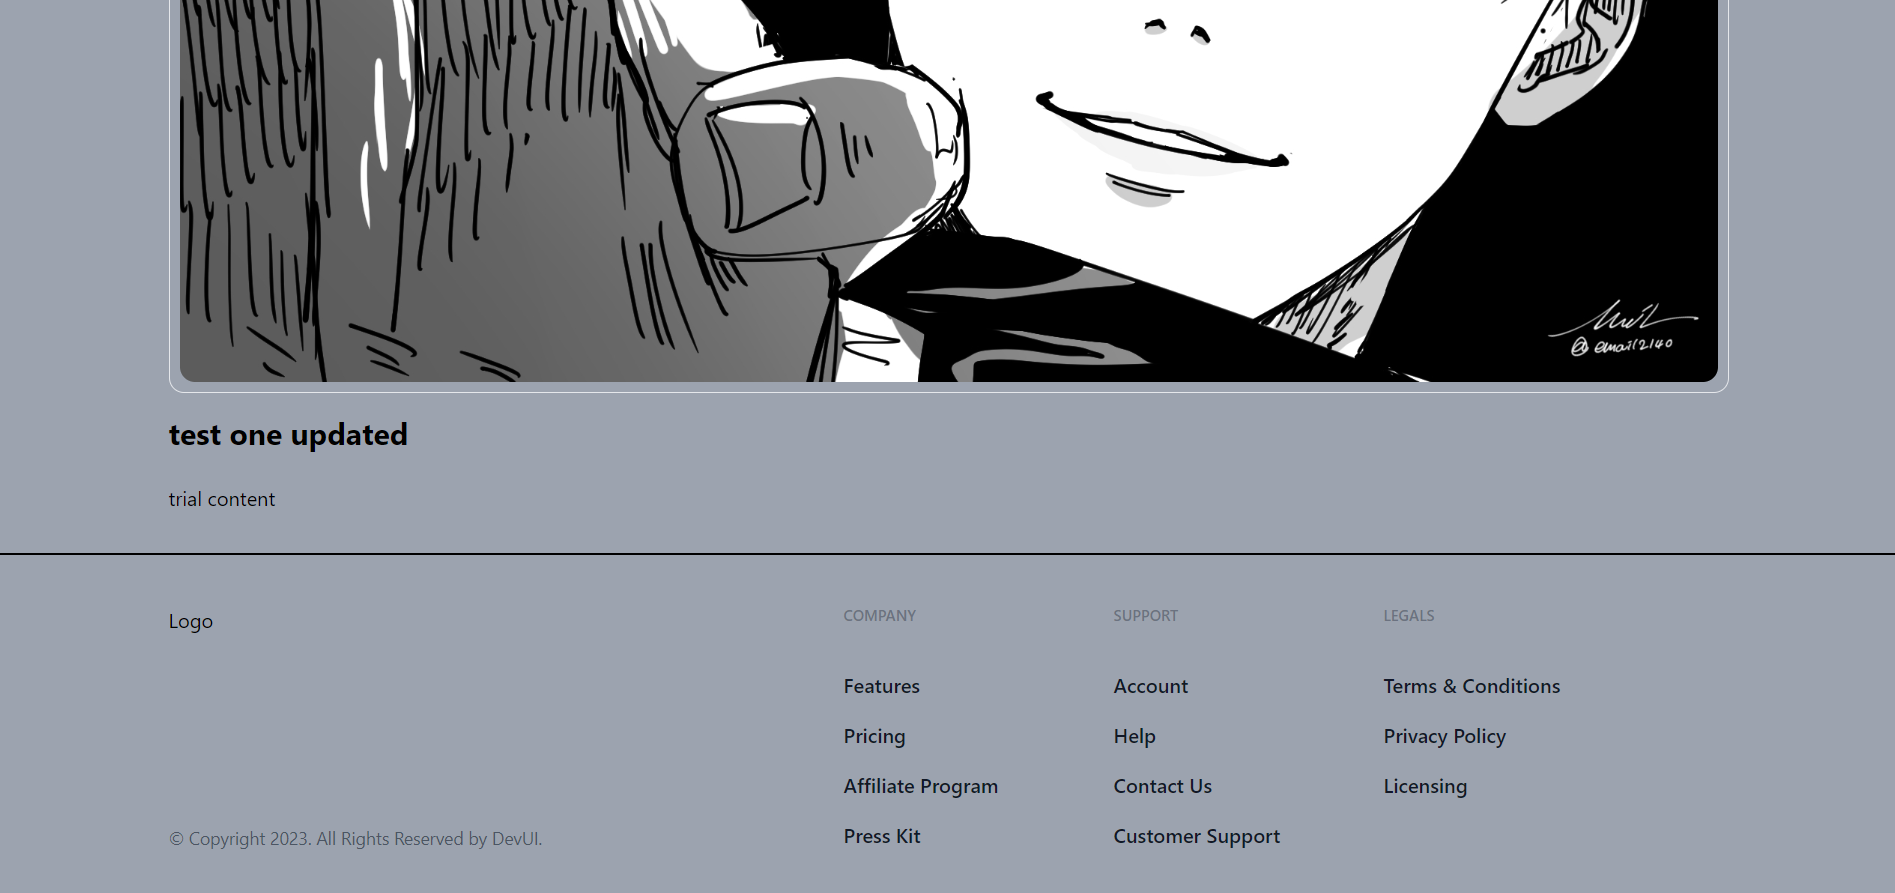 @email2140
test one updated
trial content
Logo
COMPANY
Features
Pricing
Affiliate Program
Press Kit
SUPPORT
Account
Help
Contact Us
Customer Support
LEGALS
Terms & Conditions
Privacy Policy
Licensing
© Copyright 2023. All Rights Reserved by DevUI.